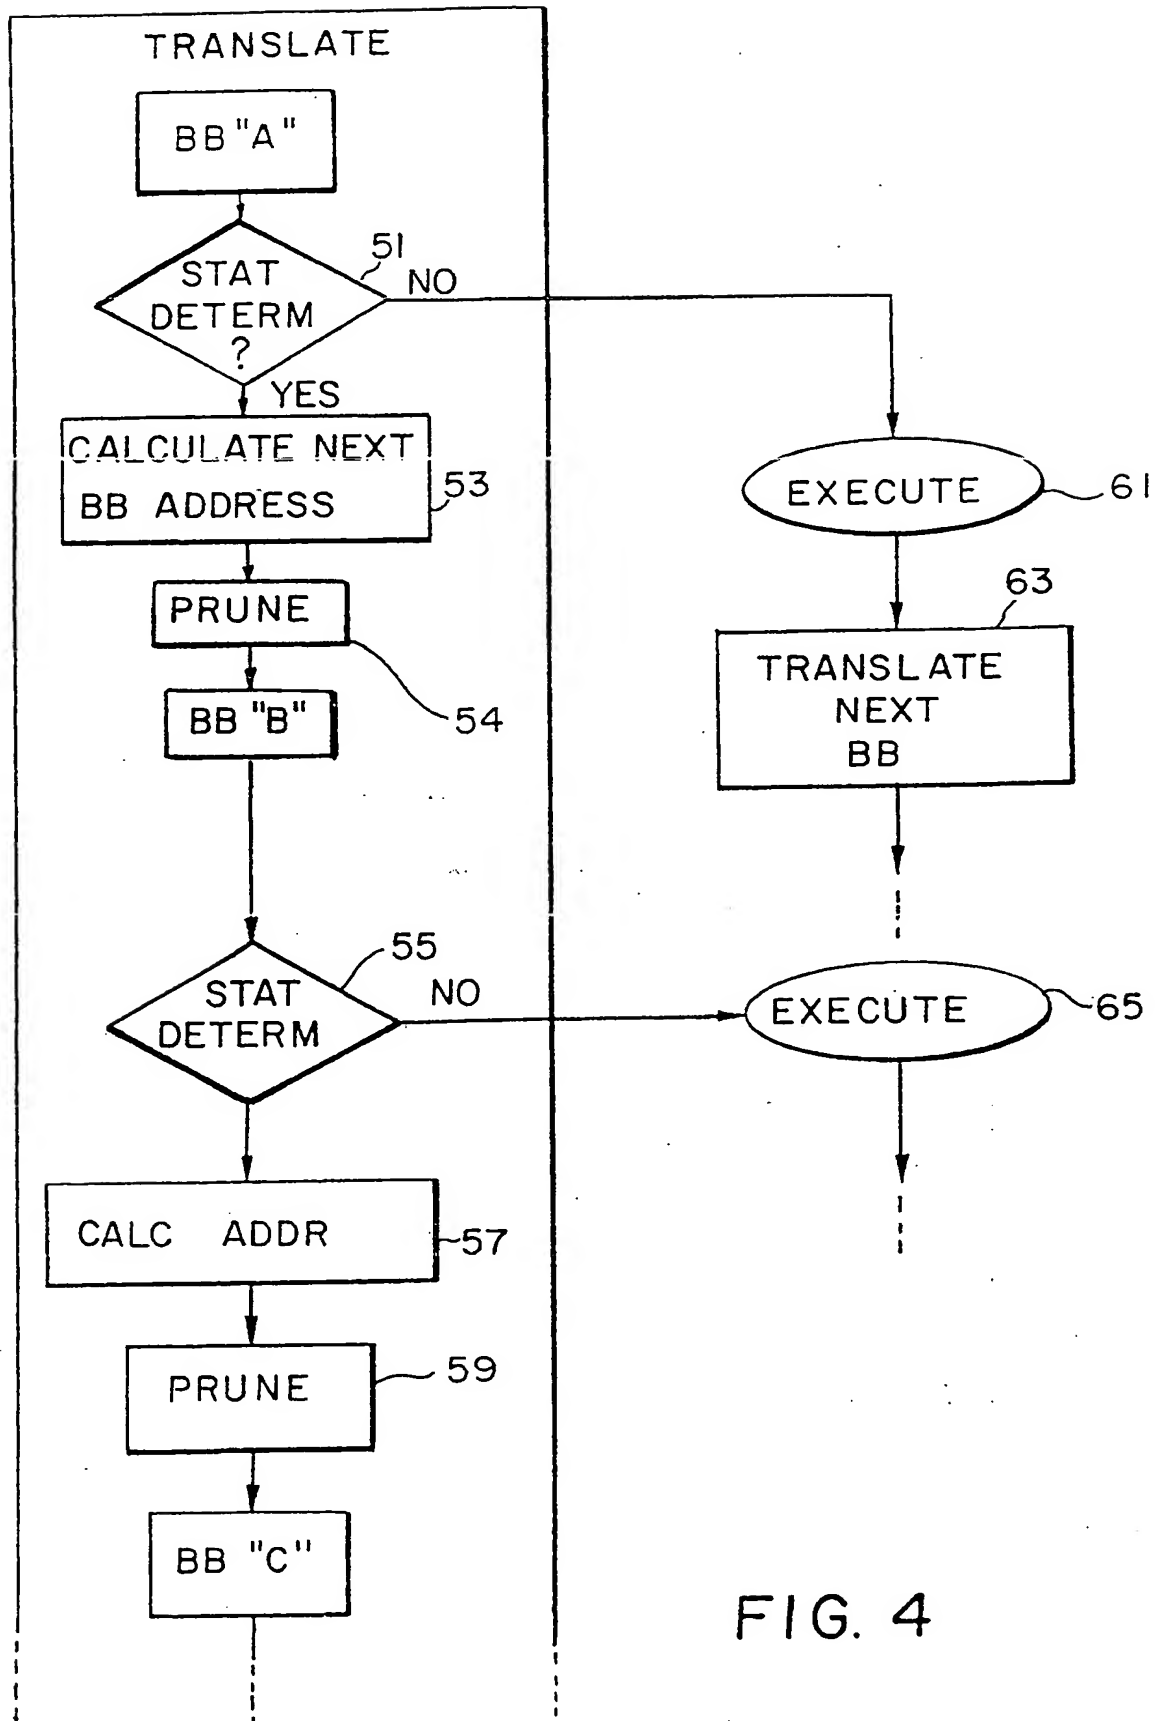 TRANSLATE
BB "A"
51
STAT
DETERM
?
NO
YES
CALCULATE NEXT
BB ADDRESS
53
PRUNE
54
BB "B"
55
STAT
DETERM
NO
CALC ADDR
57
PRUNE
59
BB "C"
EXECUTE
61
63
TRANSLATE
NEXT
BB
EXECUTE
65
FIG. 4